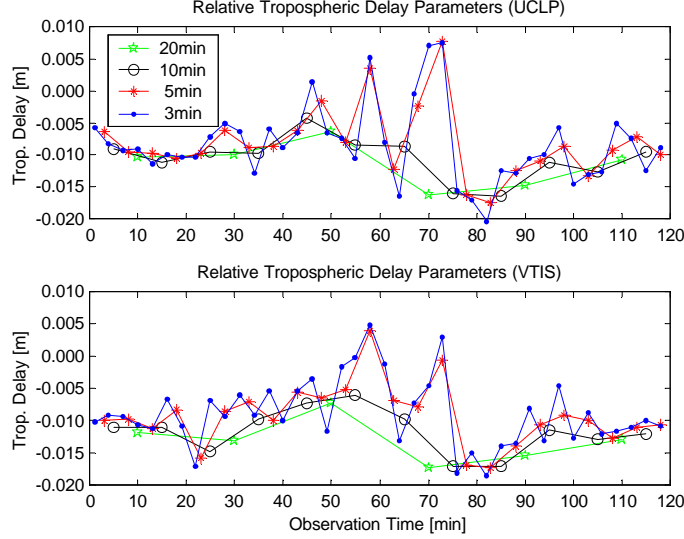 Relative Tropospheric Delay Parameters (UCLP)
0.010
0.005
0.000
-0.005
-0.010
-0.015
-0.020
Trop. Delay [m]
20min
10min
5min
3min
0 10 20 30 40 50 60 70 80 90 100 110 120
Relative Tropospheric Delay Parameters (VTIS)
0.010
0.005
0.000
-0.005
-0.010
-0.015
-0.020
Trop. Delay [m]
0 10 20 30 40 50 60 70 80 90 100 110 120
Observation Time [min]